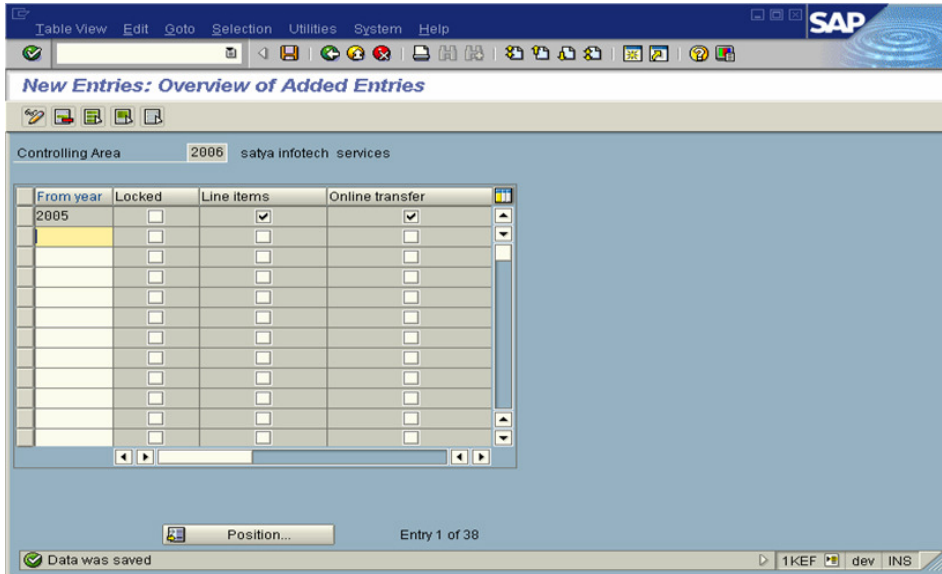 Table View Edit Goto Selection Utilities System Help
SAP
New Entries: Overview of Added Entries
Controlling Area 2006 satya infotech services
From year Locked Line items Online transfer
2005
Position... Entry 1 of 38
Data was saved 1KEF dev INS